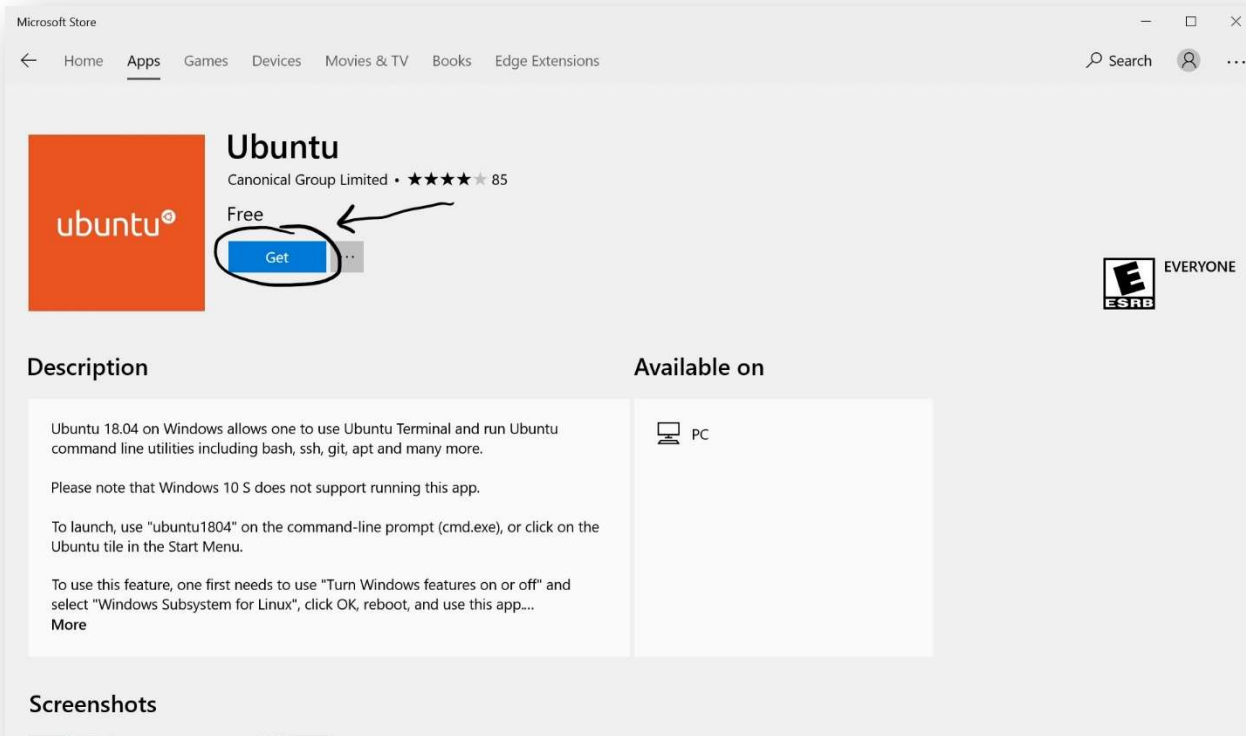 Microsoft Store
Home Apps Games Devices Movies & TV Books Edge Extensions Search
Ubuntu
Canonical Group Limited • ★★★★★ 85
Free
ubuntu
Get ...
E
ESRB
EVERYONE
Description
Ubuntu 18.04 on Windows allows one to use Ubuntu Terminal and run Ubuntu
command line utilities including bash, ssh, git, apt and many more.
Please note that Windows 10 S does not support running this app.
To launch, use "ubuntu1804" on the command-line prompt (cmd.exe), or click on the
Ubuntu tile in the Start Menu.
To use this feature, one first needs to use "Turn Windows features on or off" and
select "Windows Subsystem for Linux", click OK, reboot, and use this app....
More
Available on
PC
Screenshots